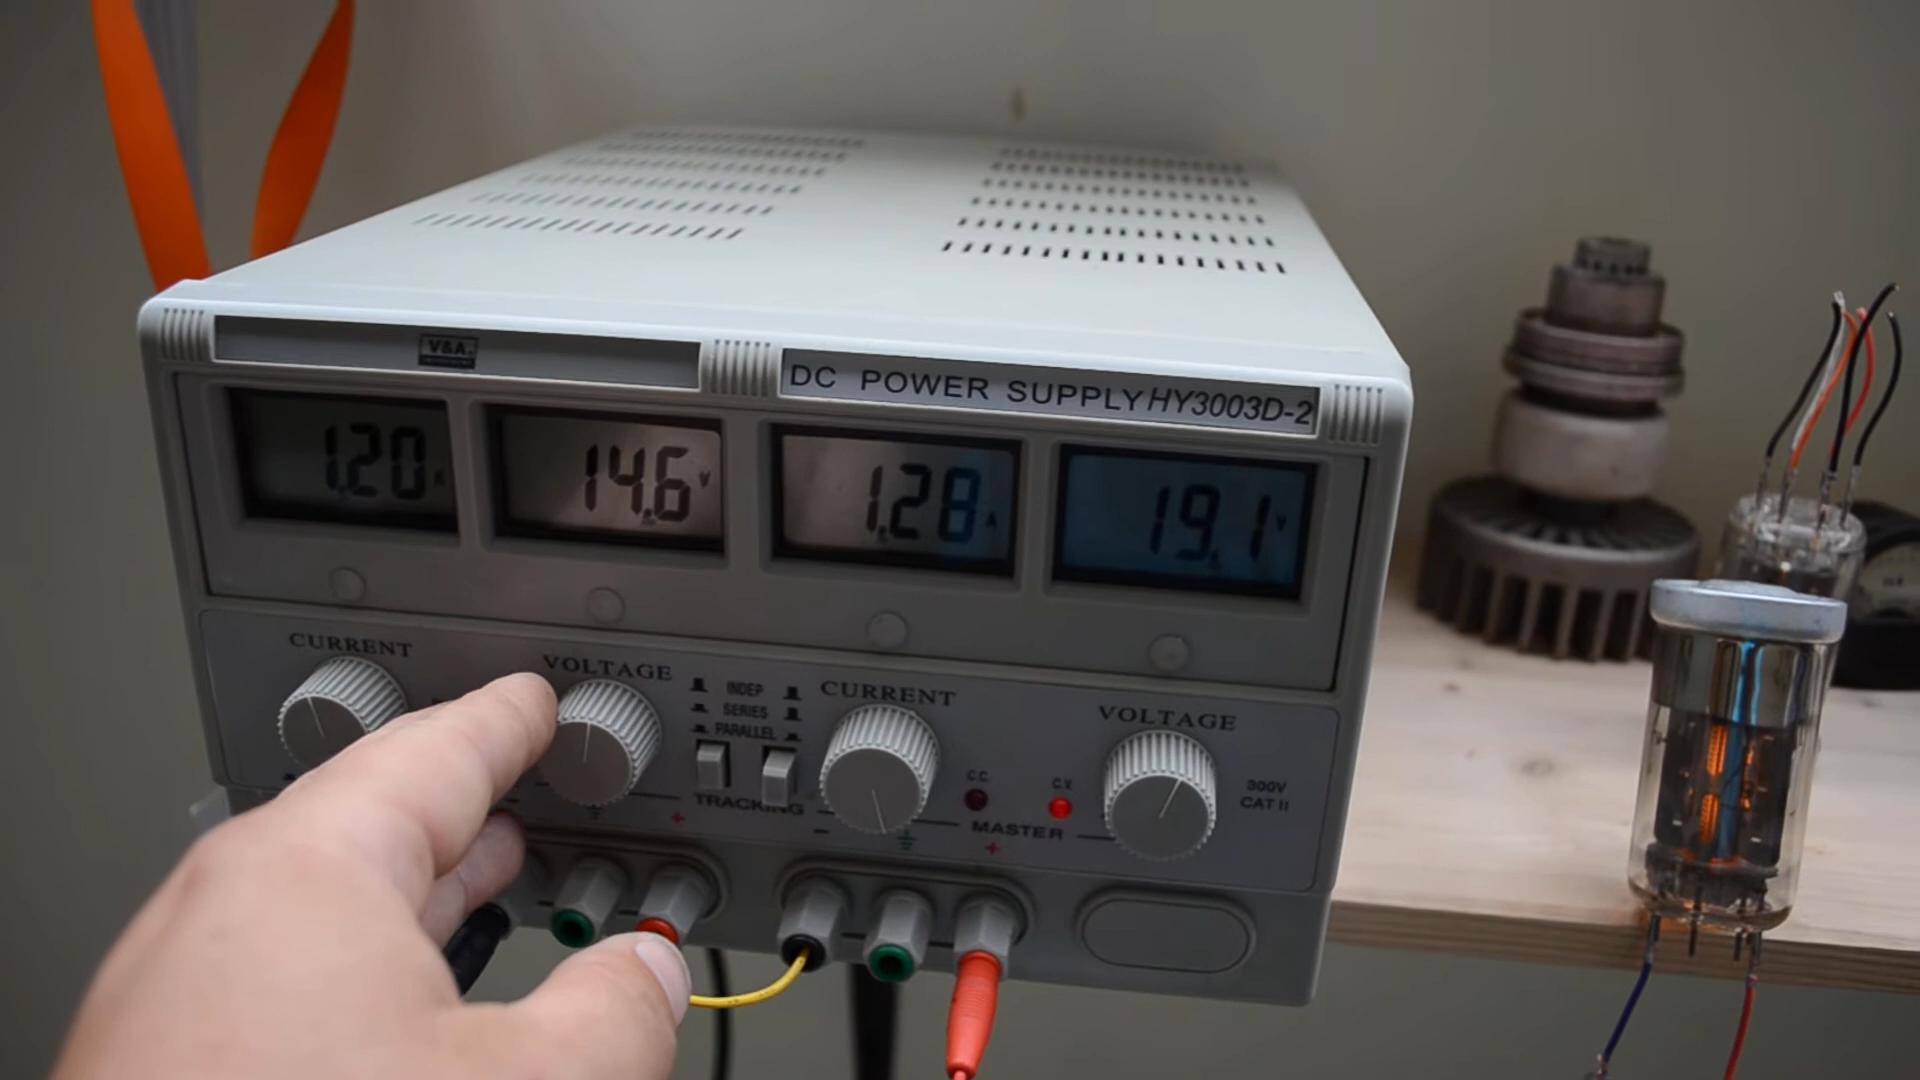 V&A
DC POWER SUPPLY HY3003D-2
1.20 A
14.6 V
1.28 A
19.1 V
CURRENT
VOLTAGE
INDEP
SERIES
PARALLEL
TRACKING
CURRENT
C.C.
C.V.
MASTER
VOLTAGE
300V
CAT II
- +
- +